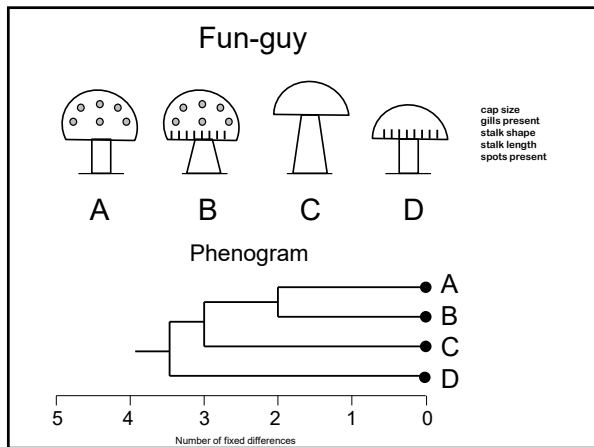 Fun-guy
cap size
gills present
stalk shape
stalk length
spots present
A B C D
Phenogram
A
B
C
D
5 4 3 2 1 0
Number of fixed differences